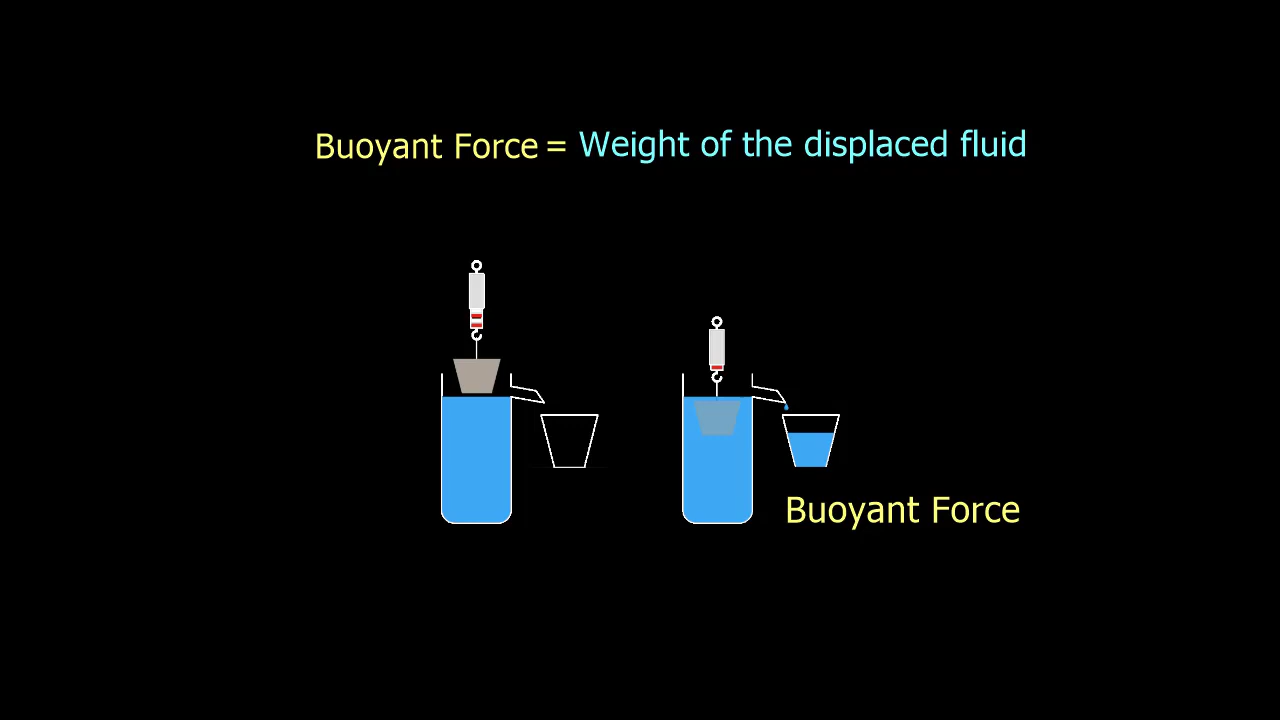 Buoyant Force = Weight of the displaced fluid
Buoyant Force